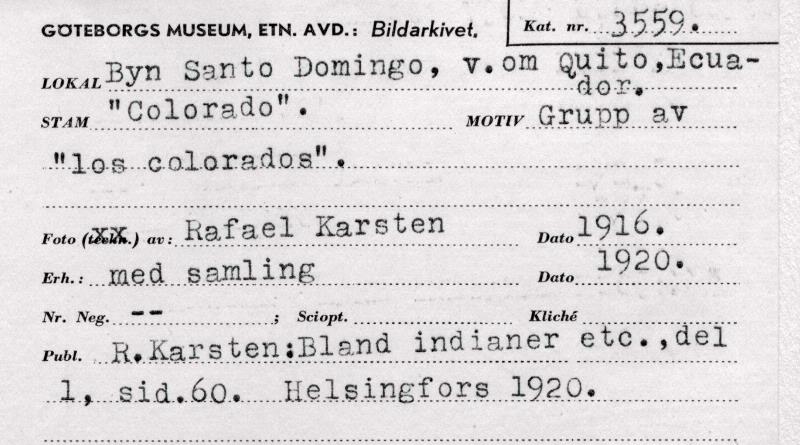 GÖTEBORGS MUSEUM, ETN. AVD.: Bildarkivet. Kat. nr. 3559.
LOKAL Byn Santo Domingo, v.om Quito,Ecua-
dor.
STAM "Colorado". MOTIV Grupp av
"los colorados".
Foto (teckn.) av: Rafael Karsten Dato 1916.
Erh.: med samling Dato 1920.
Nr. Neg. -- ; Sciopt. Kliché
Publ. R.Karsten:Bland indianer etc.,del
1, sid.60. Helsingfors 1920.